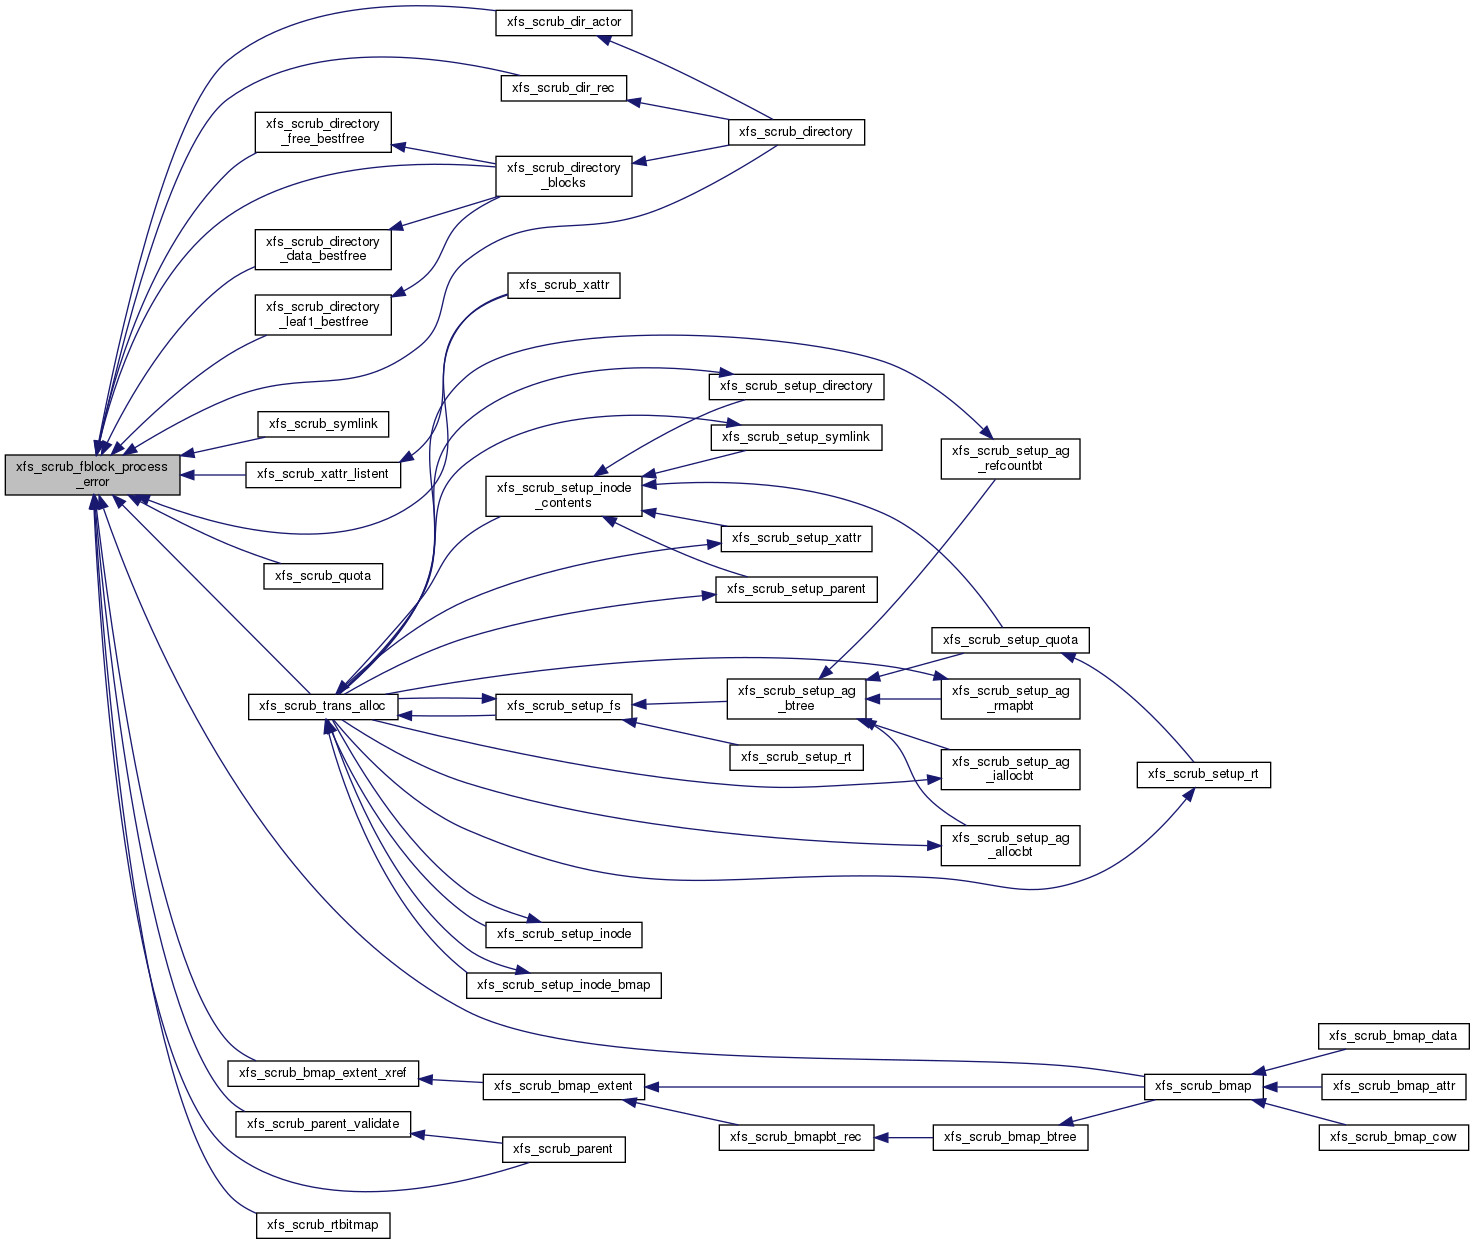 xfs_scrub_dir_actor
xfs_scrub_dir_rec
xfs_scrub_directory
_free_bestfree
xfs_scrub_directory
xfs_scrub_directory
_blocks
xfs_scrub_directory
_data_bestfree
xfs_scrub_directory
_leaf1_bestfree
xfs_scrub_xattr
xfs_scrub_setup_directory
xfs_scrub_symlink
xfs_scrub_setup_symlink
xfs_scrub_setup_ag
_refcountbt
xfs_scrub_fblock_process
_error
xfs_scrub_xattr_listent
xfs_scrub_setup_inode
_contents
xfs_scrub_setup_xattr
xfs_scrub_quota
xfs_scrub_setup_parent
xfs_scrub_setup_quota
xfs_scrub_trans_alloc
xfs_scrub_setup_fs
xfs_scrub_setup_ag
_btree
xfs_scrub_setup_ag
_rmapbt
xfs_scrub_setup_rt
xfs_scrub_setup_ag
_iallocbt
xfs_scrub_setup_rt
xfs_scrub_setup_ag
_allocbt
xfs_scrub_setup_inode
xfs_scrub_setup_inode_bmap
xfs_scrub_bmap_data
xfs_scrub_bmap_extent_xref
xfs_scrub_bmap_extent
xfs_scrub_bmap
xfs_scrub_bmap_attr
xfs_scrub_parent_validate
xfs_scrub_parent
xfs_scrub_bmapbt_rec
xfs_scrub_bmap_btree
xfs_scrub_bmap_cow
xfs_scrub_rtbitmap